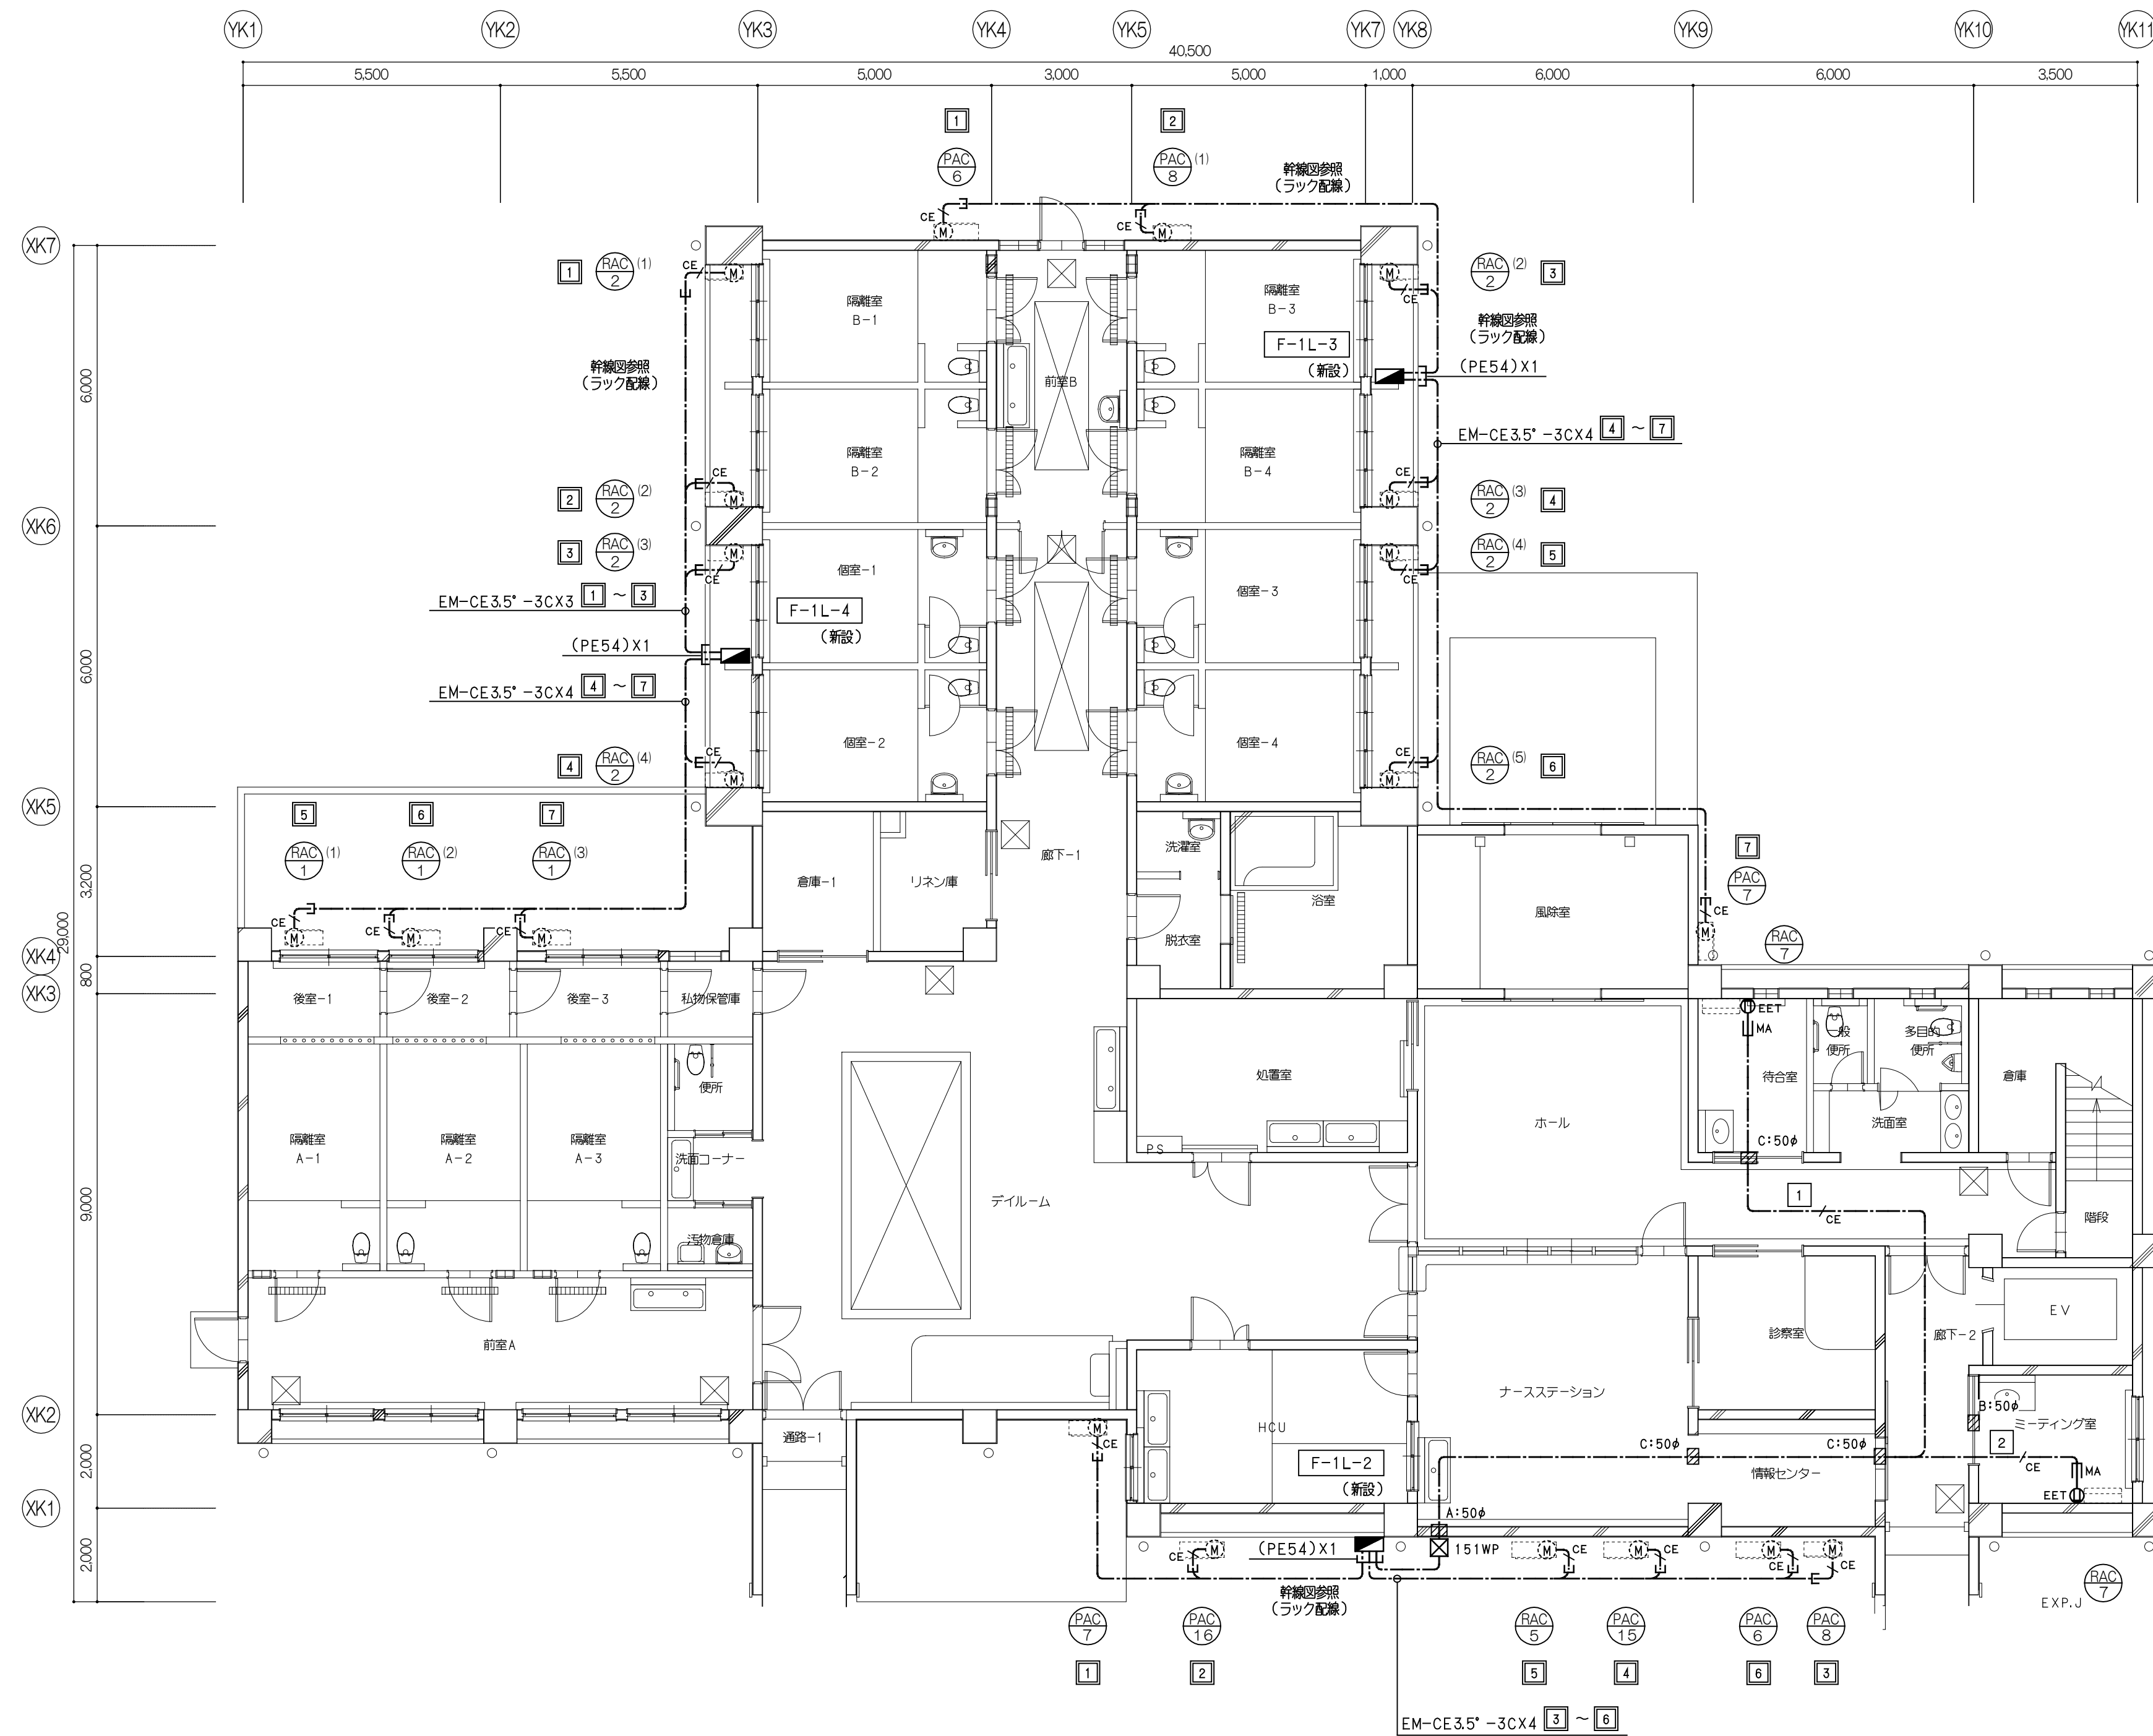 YK1 YK2 YK3 YK4 YK5 YK7 YK8 YK9 YK10 YK11
40,500
5,500 5,500 5,000 3,000 5,000 1,000 6,000 6,000 3,500
1 2
PAC 6
PAC 8 (1)
幹線図参照
(ラック配線)
CE M CE M
XK7
1 RAC 2 (1) CE M
M CE RAC 2 (2) 3
隔離室
B-1
隔離室
B-3
F-1L-3
(新設)
幹線図参照
(ラック配線)
幹線図参照
(ラック配線)
(PE54)X1
前室B
6,000
EM-CE3.5° -3CX4 4 ~ 7
隔離室
B-2
隔離室
B-4
2 RAC 2 (2) CE M
CE M RAC 2 (3) 4
XK6
3 RAC 2 (3) M CE
M CE RAC 2 (4) 5
個室-1
個室-3
EM-CE3.5° -3CX3 1 ~ 3
F-1L-4
(新設)
(PE54)X1
6,000
EM-CE3.5° -3CX4 4 ~ 7
個室-2
個室-4
4 RAC 2 (4) CE M
CE M RAC 2 (5) 6
XK5
5 6 7
RAC 1 (1)
RAC 1 (2)
RAC 1 (3)
3,200
倉庫-1
リネン庫
廊下-1
洗濯室
浴室
脱衣室
風除室
7
PAC 7
CE M
RAC 7
CE M CE M CE M
29,000
XK4
800
XK3
後室-1
後室-2
後室-3
私物保管庫
EET
MA
一般
便所
多目的
便所
待合室
倉庫
洗面室
便所
処置室
ホール
隔離室
A-1
隔離室
A-2
隔離室
A-3
洗面コーナー
PS
C:50φ
9,000
デイルーム
1
CE
階段
汚物倉庫
前室A
診察室
廊下-2
EV
ナースステーション
XK2
通路-1
M CE
HCU
F-1L-2
(新設)
C:50φ C:50φ
情報センター
B:50φ
ミーティング室
2
CE
MA
EET
2,000
XK1
A:50φ
2,000
CE M
(PE54)X1
151WP
M CE M CE M CE M CE
幹線図参照
(ラック配線)
RAC 7
EXP.J
PAC 7
PAC 16
RAC 5
PAC 15
PAC 6
PAC 8
1 2 5 4 6 3
EM-CE3.5° -3CX4 3 ~ 6